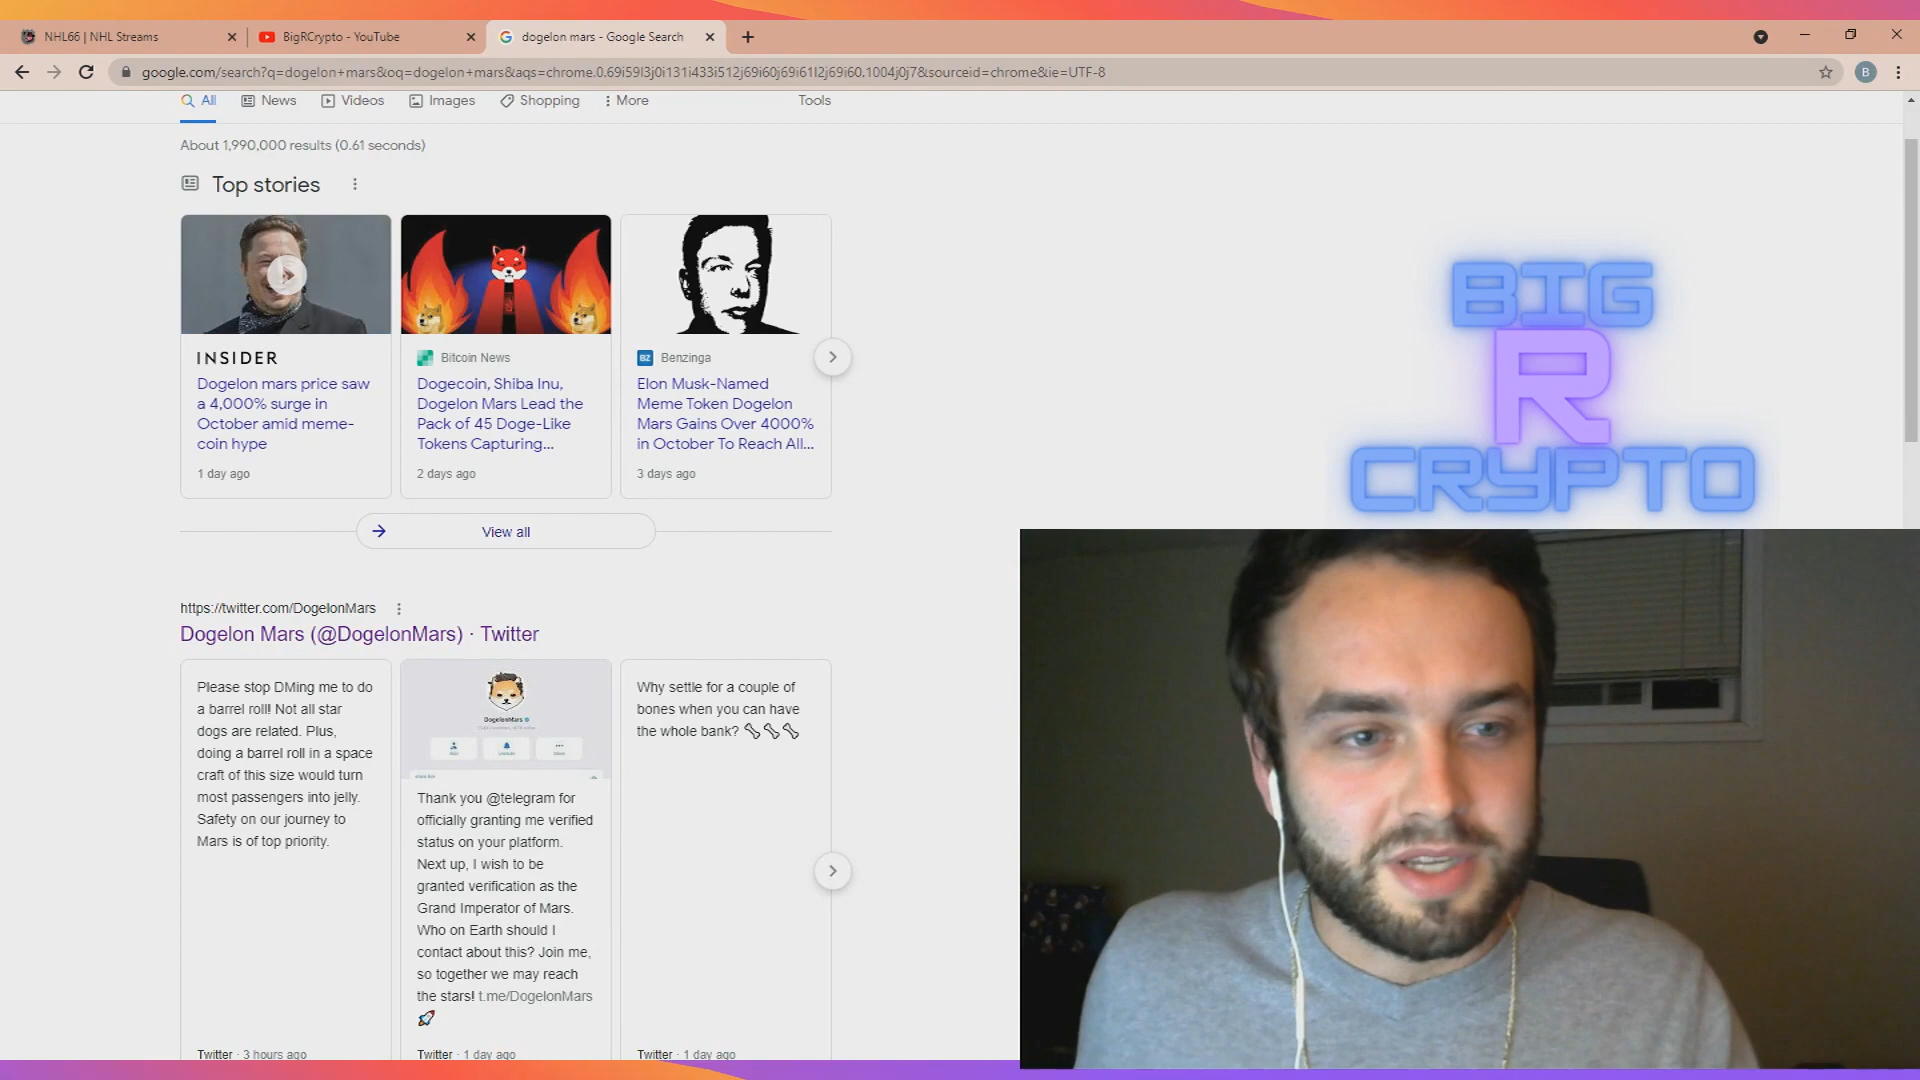 NHL66 | NHL Streams
BigRCrypto - YouTube
dogelon mars - Google Search
google.com/search?q=dogelon+mars&oq=dogelon+mars&aqs=chrome.0.69i59l3j0i131i433i512j69i60j69i61l2j69i60.1004j0j7&sourceid=chrome&ie=UTF-8
B
All
News
Videos
Images
Shopping
More
Tools
About 1,990,000 results (0.61 seconds)
Top stories
INSIDER
Dogelon mars price saw
a 4,000% surge in
October amid meme-
coin hype
1 day ago
Bitcoin News
Dogecoin, Shiba Inu,
Dogelon Mars Lead the
Pack of 45 Doge-Like
Tokens Capturing...
2 days ago
BZ Benzinga
Elon Musk-Named
Meme Token Dogelon
Mars Gains Over 4000%
in October To Reach All...
3 days ago
View all
BIG
R
CRYPTO
https://twitter.com/DogelonMars
Dogelon Mars (@DogelonMars) · Twitter
Please stop DMing me to do
a barrel roll! Not all star
dogs are related. Plus,
doing a barrel roll in a space
craft of this size would turn
most passengers into jelly.
Safety on our journey to
Mars is of top priority.
Twitter · 3 hours ago
DogelonMars
Thank you @telegram for
officially granting me verified
status on your platform.
Next up, I wish to be
granted verification as the
Grand Imperator of Mars.
Who on Earth should I
contact about this? Join me,
so together we may reach
the stars! t.me/DogelonMars
🚀
Twitter · 1 day ago
Why settle for a couple of
bones when you can have
the whole bank? 🦴🦴🦴
Twitter · 1 day ago